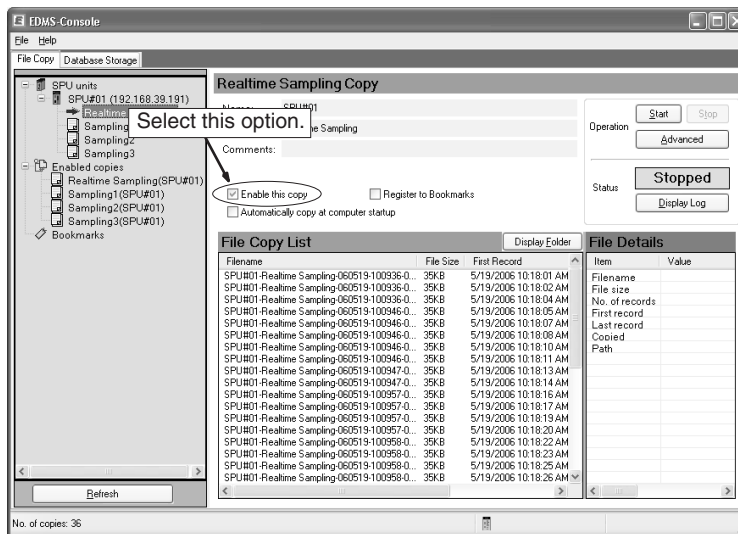 EDMS-Console
File Help
File Copy Database Storage
SPU units
SPU#01 (192.168.39.191)
Realtime
Sampling
Sampling2
Sampling3
Enabled copies
Realtime Sampling(SPU#01)
Sampling1(SPU#01)
Sampling2(SPU#01)
Sampling3(SPU#01)
Bookmarks
Refresh
No. of copies: 36
Realtime Sampling Copy
SPU#01
Select this option.
me Sampling
Comments:
Enable this copy Register to Bookmarks
Automatically copy at computer startup
Operation Start Stop
Advanced
Status Stopped
Display Log
File Copy List Display Folder
Filename File Size First Record
SPU#01-Realtime Sampling-060519-100936-0... 35KB 5/19/2006 10:18:01 AM
SPU#01-Realtime Sampling-060519-100936-0... 35KB 5/19/2006 10:18:02 AM
SPU#01-Realtime Sampling-060519-100936-0... 35KB 5/19/2006 10:18:04 AM
SPU#01-Realtime Sampling-060519-100946-0... 35KB 5/19/2006 10:18:05 AM
SPU#01-Realtime Sampling-060519-100946-0... 35KB 5/19/2006 10:18:07 AM
SPU#01-Realtime Sampling-060519-100946-0... 35KB 5/19/2006 10:18:08 AM
SPU#01-Realtime Sampling-060519-100946-0... 35KB 5/19/2006 10:18:10 AM
SPU#01-Realtime Sampling-060519-100946-0... 35KB 5/19/2006 10:18:11 AM
SPU#01-Realtime Sampling-060519-100947-0... 35KB 5/19/2006 10:18:13 AM
SPU#01-Realtime Sampling-060519-100947-0... 35KB 5/19/2006 10:18:14 AM
SPU#01-Realtime Sampling-060519-100957-0... 35KB 5/19/2006 10:18:16 AM
SPU#01-Realtime Sampling-060519-100957-0... 35KB 5/19/2006 10:18:17 AM
SPU#01-Realtime Sampling-060519-100957-0... 35KB 5/19/2006 10:18:19 AM
SPU#01-Realtime Sampling-060519-100957-0... 35KB 5/19/2006 10:18:20 AM
SPU#01-Realtime Sampling-060519-100958-0... 35KB 5/19/2006 10:18:22 AM
SPU#01-Realtime Sampling-060519-100958-0... 35KB 5/19/2006 10:18:23 AM
SPU#01-Realtime Sampling-060519-100958-0... 35KB 5/19/2006 10:18:25 AM
SPU#01-Realtime Sampling-060519-100958-0... 35KB 5/19/2006 10:18:26 AM
File Details
Item Value
Filename
File size
No. of records
First record
Last record
Copied
Path